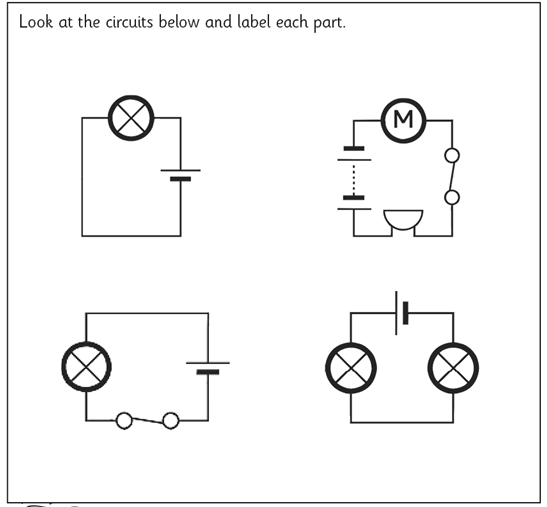 Look at the circuits below and label each part.
M